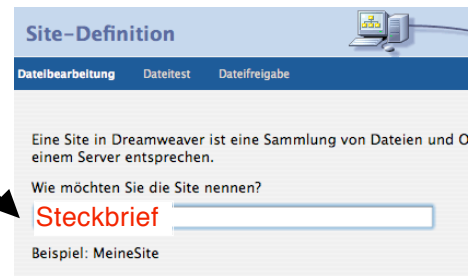 Site-Definition
Dateibearbeitung Dateitest Dateifreigabe
Eine Site in Dreamweaver ist eine Sammlung von Dateien und O
einem Server entsprechen.
Wie möchten Sie die Site nennen?
Steckbrief
Beispiel: MeineSite